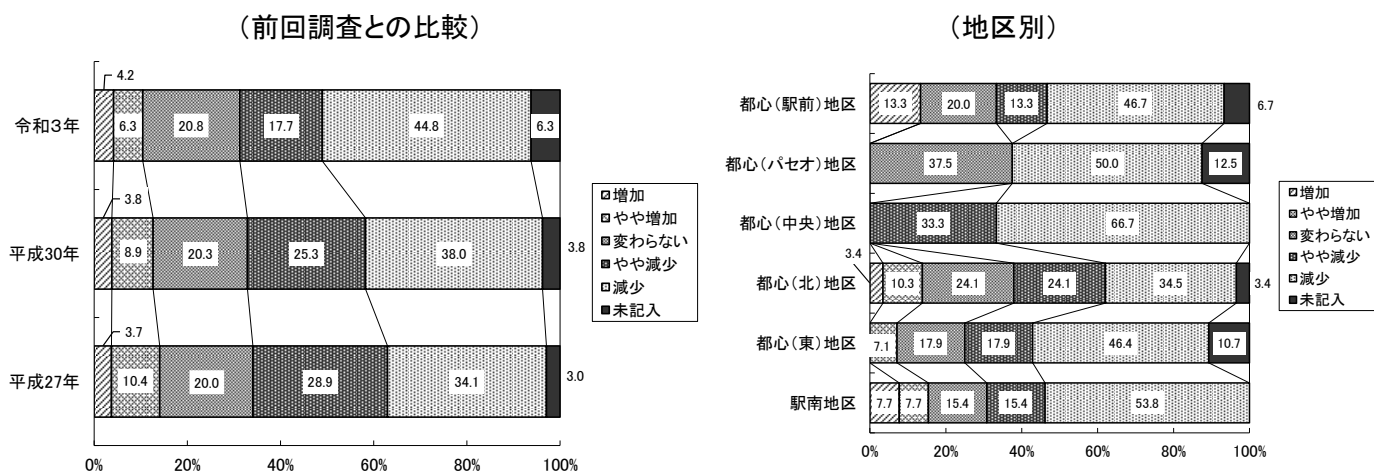 （前回調査との比較）
4.2
令和３年
6.3
20.8
17.7
44.8
6.3
3.8
平成30年
8.9
20.3
25.3
38.0
3.8
3.7
平成27年
10.4
20.0
28.9
34.1
3.0
0%
20%
40%
60%
80%
100%
増加
やや増加
変わらない
やや減少
減少
未記入
（地区別）
都心（駅前）地区
13.3
20.0
13.3
46.7
6.7
都心（パセオ）地区
37.5
50.0
12.5
都心（中央）地区
33.3
66.7
3.4
都心（北）地区
10.3
24.1
24.1
34.5
3.4
都心（東）地区
7.1
17.9
17.9
46.4
10.7
駅南地区
7.7
7.7
15.4
15.4
53.8
0%
20%
40%
60%
80%
100%
増加
やや増加
変わらない
やや減少
減少
未記入